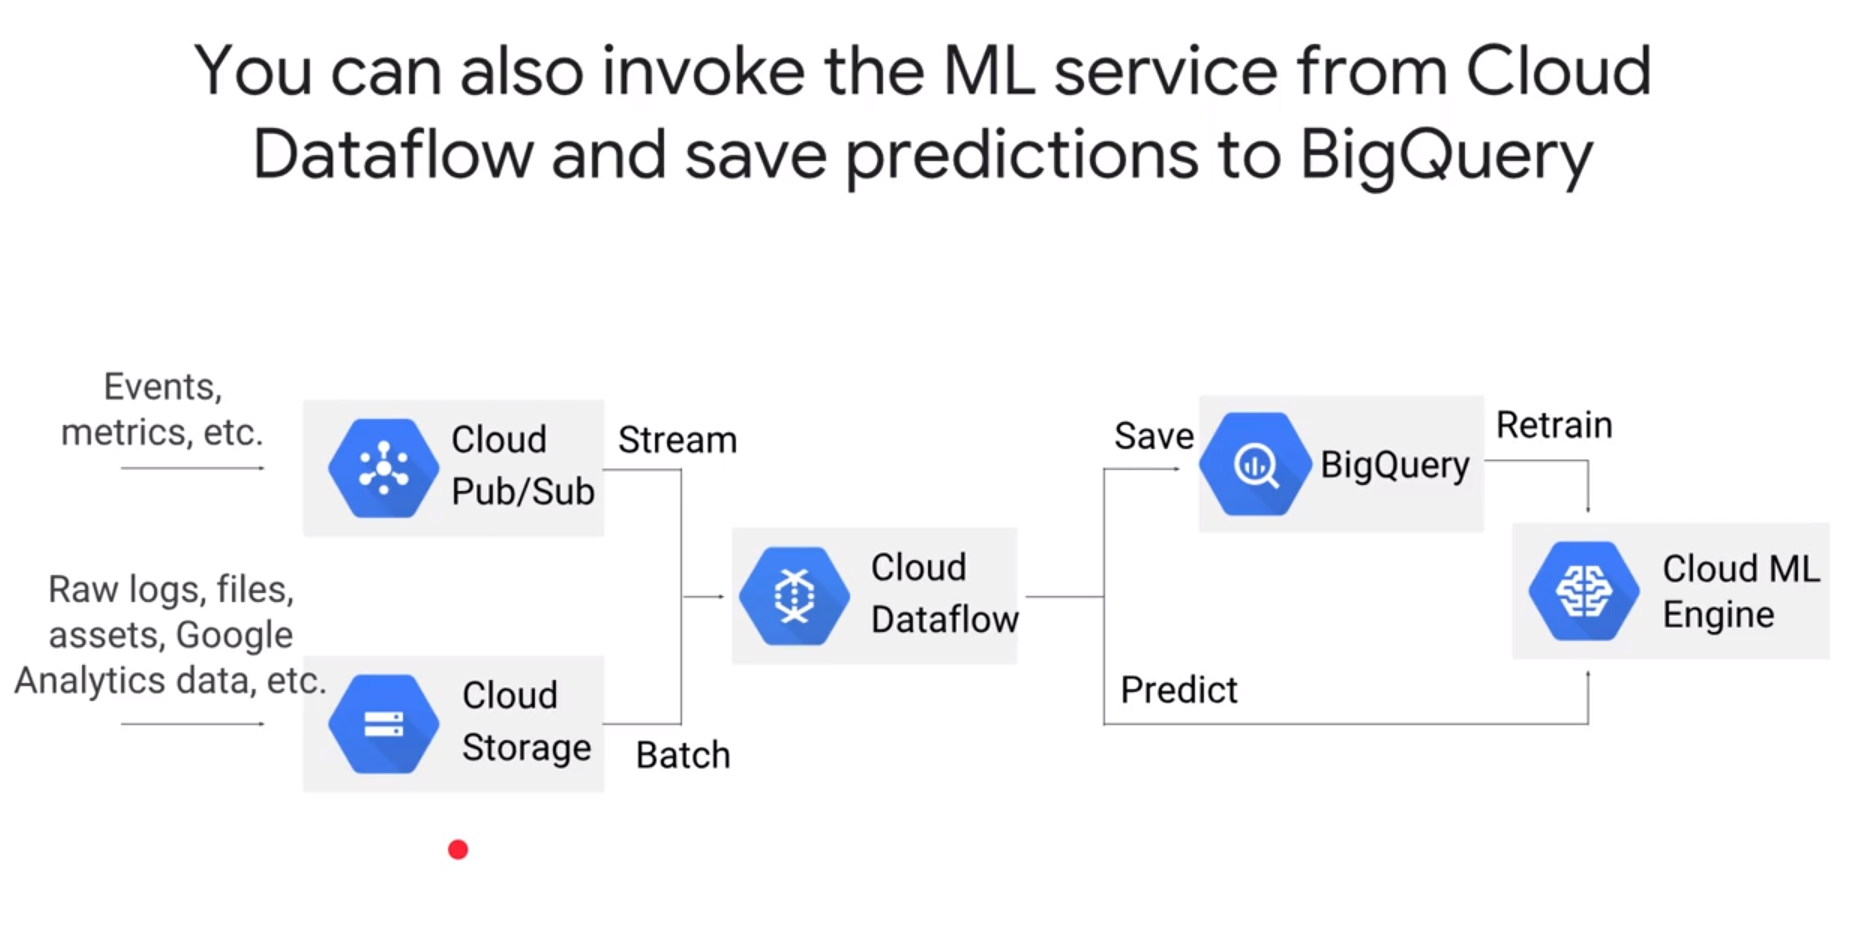 You can also invoke the ML service from Cloud
Dataflow and save predictions to BigQuery
Events,
metrics, etc.
Cloud
Pub/Sub
Stream
Raw logs, files,
assets, Google
Analytics data, etc.
Cloud
Storage
Batch
Cloud
Dataflow
Save
BigQuery
Retrain
Predict
Cloud ML
Engine